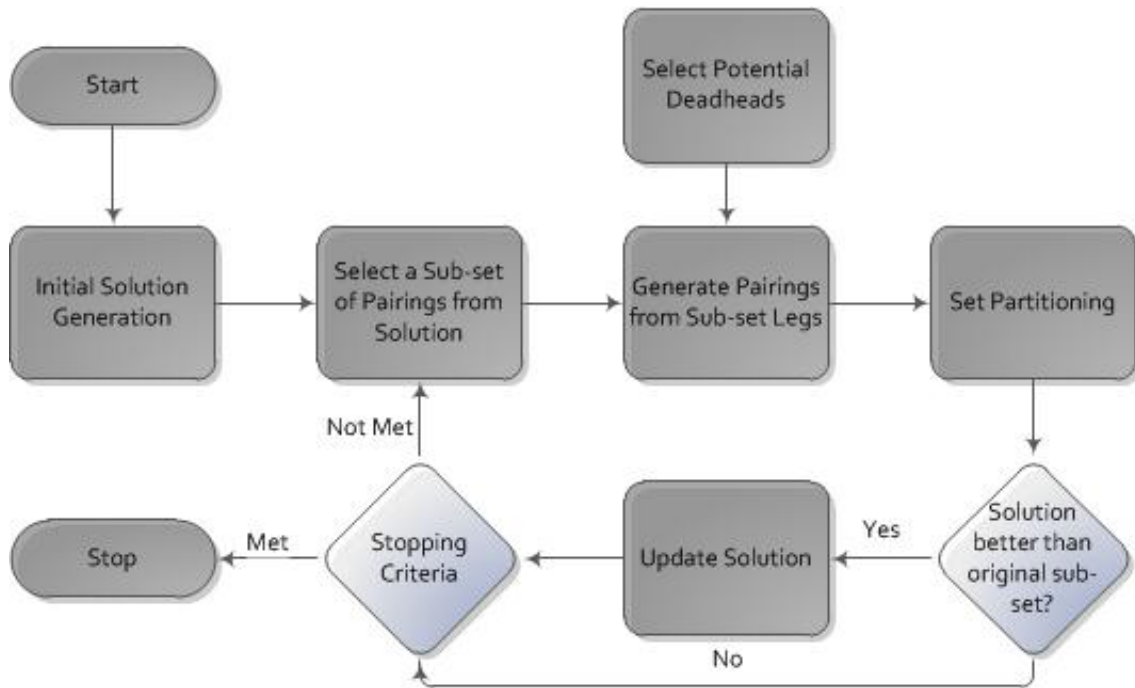 Start
Select Potential
Deadheads
Initial Solution
Generation
Select a Sub-set
of Pairings from
Solution
Generate Pairings
from Sub-set Legs
Set Partitioning
Not Met
Stop
Met
Stopping
Criteria
Update Solution
Yes
Solution
better than
original sub-
set?
No